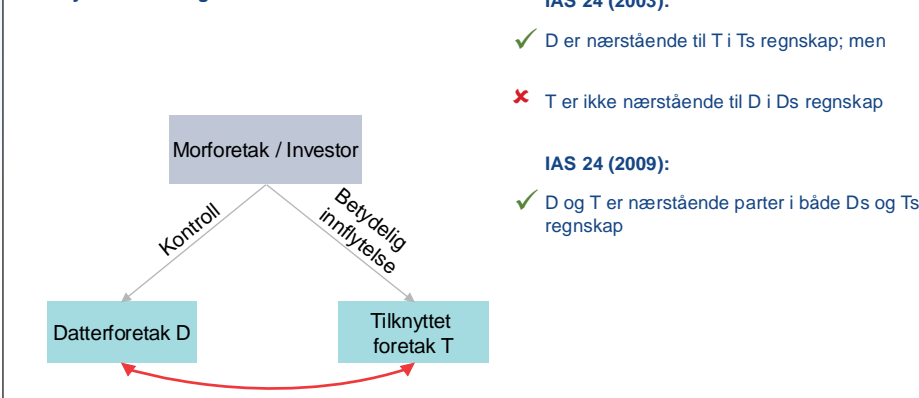 IAS 24 (2003):
D er nærstående til T i Ts regnskap; men
T er ikke nærstående til D i Ds regnskap
IAS 24 (2009):
D og T er nærstående parter i både Ds og Ts
regnskap
Morforetak / Investor
Kontroll
Betydelig
innflytelse
Datterforetak D
Tilknyttet
foretak T